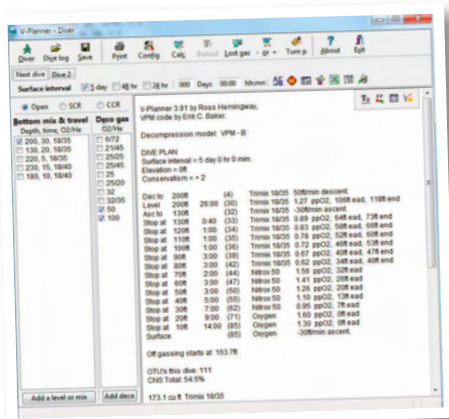 V-Planner - Diver
Diver Dive log Save Print Config Calc Bailout Lost gas - gr + Turn p About Exit
Next dive Dive 2
Surface interval 5 day 48 hr 24 hr 000 Days 00:00 hh:mm
Open SCR CCR
Bottom mix & travel
Depth, time, O2/He
200, 30, 18/35
220, 5, 18/35
230, 15, 18/40
180, 10, 18/40
Deco gas
O2/He
6/72
21/45
25/25
25/45
25
25/20
32
32/35
50
100
V-Planner 3.91 by Ross Hemingway,
VPM code by Erik C. Baker.
Decompression model: VPM - B
DIVE PLAN
Surface interval = 5 day 0 hr 0 min.
Elevation = 0ft
Conservatism = + 2
Dec to 200ft (4) Trimix 18/35 50ft/min descent.
Level 200ft 26:00 (30) Trimix 18/35 1.27 ppO2, 106ft ead, 118ft end
Asc to 130ft (32) Trimix 18/35 -30ft/min ascent.
Stop at 130ft 0:40 (33) Trimix 18/35 0.89 ppO2, 64ft ead, 73ft end
Stop at 120ft 1:00 (34) Trimix 18/35 0.83 ppO2, 58ft ead, 66ft end
Stop at 110ft 1:00 (35) Trimix 18/35 0.78 ppO2, 52ft ead, 60ft end
Stop at 100ft 1:00 (36) Trimix 18/35 0.72 ppO2, 46ft ead, 53ft end
Stop at 90ft 3:00 (39) Trimix 18/35 0.67 ppO2, 40ft ead, 47ft end
Stop at 80ft 3:00 (42) Trimix 18/35 0.62 ppO2, 34ft ead, 40ft end
Stop at 70ft 2:00 (44) Nitrox 50 1.56 ppO2, 32ft ead
Stop at 60ft 3:00 (47) Nitrox 50 1.41 ppO2, 26ft ead
Stop at 50ft 3:00 (50) Nitrox 50 1.26 ppO2, 20ft ead
Stop at 40ft 5:00 (55) Nitrox 50 1.10 ppO2, 13ft ead
Stop at 30ft 7:00 (62) Nitrox 50 0.95 ppO2, 7ft ead
Stop at 20ft 9:00 (71) Oxygen 1.60 ppO2, 0ft ead
Stop at 10ft 14:00 (85) Oxygen 1.30 ppO2, 0ft ead
Surface (85) Oxygen -30ft/min ascent.
Off gassing starts at 153.7ft
OTU's this dive: 111
CNS Total: 54.5%
173.1 cu ft Trimix 18/35
Add a level or mix Add deco